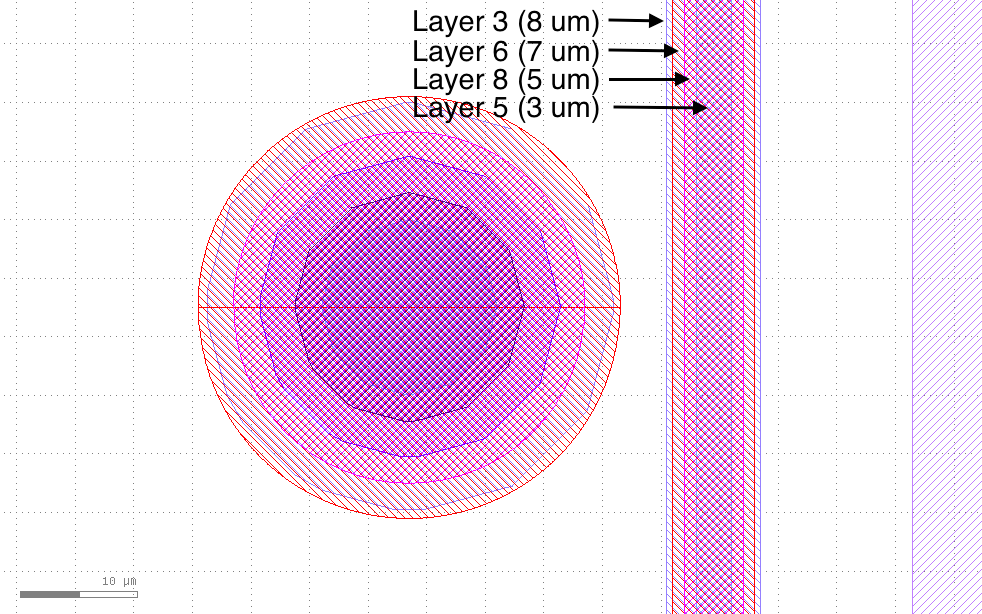 Layer 3 (8 um)
Layer 6 (7 um)
Layer 8 (5 um)
Layer 5 (3 um)
10 µm